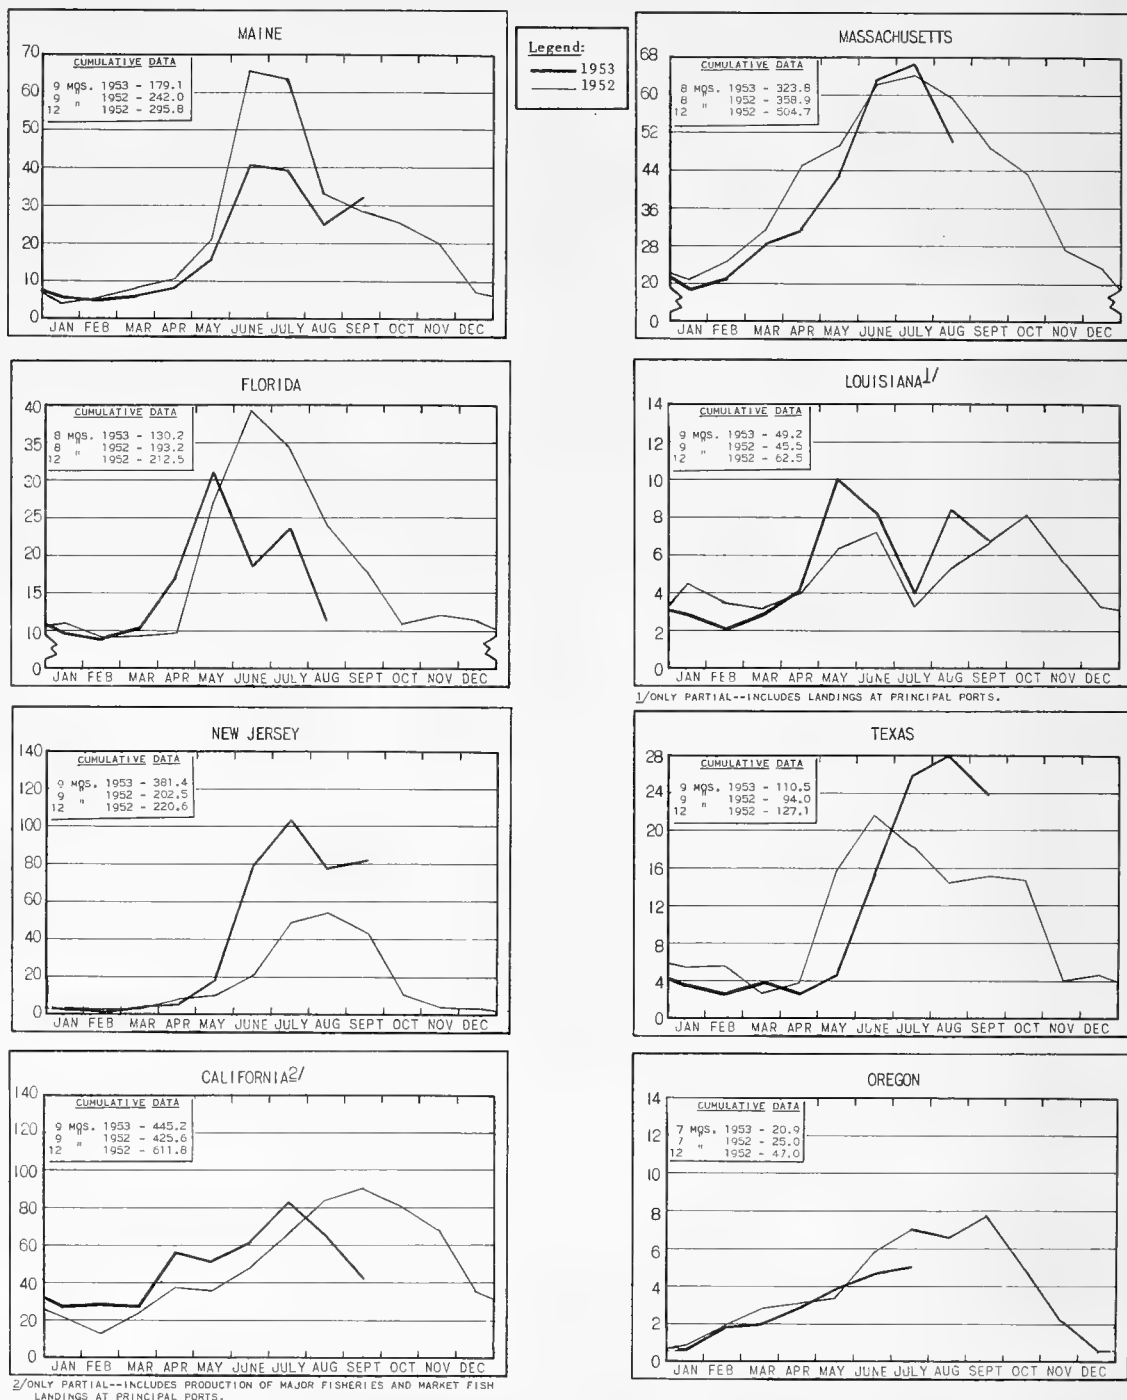 MAINE
70
60
50
40
30
20
10
0
CUMULATIVE DATA
9 MOS. 1953 - 179.1
9 " 1952 - 242.0
12 1952 - 295.8
JAN FEB MAR APR MAY JUNE JULY AUG SEPT OCT NOV DEC
Legend:
1953
1952
MASSACHUSETTS
68
60
52
44
36
28
20
0
CUMULATIVE DATA
8 MOS. 1953 - 323.8
8 " 1952 - 358.9
12 1952 - 504.7
JAN FEB MAR APR MAY JUNE JULY AUG SEPT OCT NOV DEC
FLORIDA
40
35
30
25
20
15
10
0
CUMULATIVE DATA
8 MOS. 1953 - 130.2
8 " 1952 - 193.2
12 1952 - 212.5
JAN FEB MAR APR MAY JUNE JULY AUG SEPT OCT NOV DEC
LOUISIANA 1/
14
12
10
8
6
4
2
0
CUMULATIVE DATA
9 MOS. 1953 - 49.2
9 " 1952 - 45.5
12 " 1952 - 62.5
JAN FEB MAR APR MAY JUNE JULY AUG SEPT OCT NOV DEC
1/ONLY PARTIAL--INCLUDES LANDINGS AT PRINCIPAL PORTS.
NEW JERSEY
140
120
100
80
60
40
20
0
CUMULATIVE DATA
9 MOS. 1953 - 381.4
9 " 1952 - 202.5
12 " 1952 - 220.6
JAN FEB MAR APR MAY JUNE JULY AUG SEPT OCT NOV DEC
TEXAS
28
24
20
16
12
8
4
0
CUMULATIVE DATA
9 MOS. 1953 - 110.5
9 " 1952 - 94.0
12 " 1952 - 127.1
JAN FEB MAR APR MAY JUNE JULY AUG SEPT OCT NOV DEC
CALIFORNIA 2/
140
120
100
80
60
40
20
0
CUMULATIVE DATA
9 MOS. 1953 - 445.2
9 " 1952 - 425.6
12 " 1952 - 611.8
JAN FEB MAR APR MAY JUNE JULY AUG SEPT OCT NOV DEC
2/ONLY PARTIAL--INCLUDES PRODUCTION OF MAJOR FISHERIES AND MARKET FISH
LANDINGS AT PRINCIPAL PORTS.
OREGON
14
12
10
8
6
4
2
0
CUMULATIVE DATA
7 MOS. 1953 - 20.9
7 " 1952 - 25.0
12 " 1952 - 47.0
JAN FEB MAR APR MAY JUNE JULY AUG SEPT OCT NOV DEC